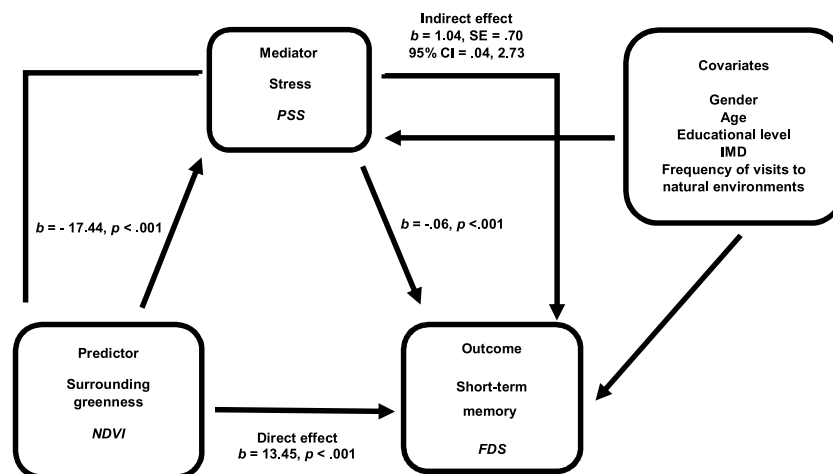 Indirect effect
b = 1.04, SE = .70
95% CI = .04, 2.73
Mediator
Stress
PSS
Covariates
Gender
Age
Educational level
IMD
Frequency of visits to
natural environments
b = - 17.44, p < .001
b = -.06, p <.001
Predictor
Surrounding
greenness
NDVI
Direct effect
b = 13.45, p < .001
Outcome
Short-term
memory
FDS